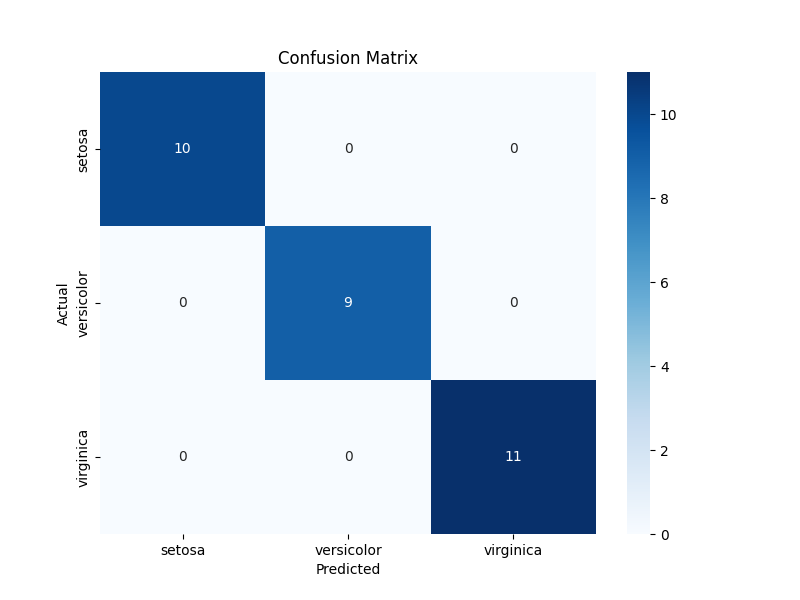 Confusion Matrix
Actual
setosa
10 0 0
versicolor
0 9 0
virginica
0 0 11
setosa versicolor virginica
Predicted
10
8
6
4
2
0